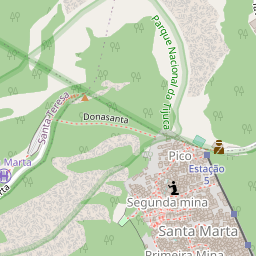 Parque Nacional da Tijuca
Santa Teresa
Donasanta
Marta
Pico
Estação
5
Segunda mina
Santa Marta
Primeira Mina